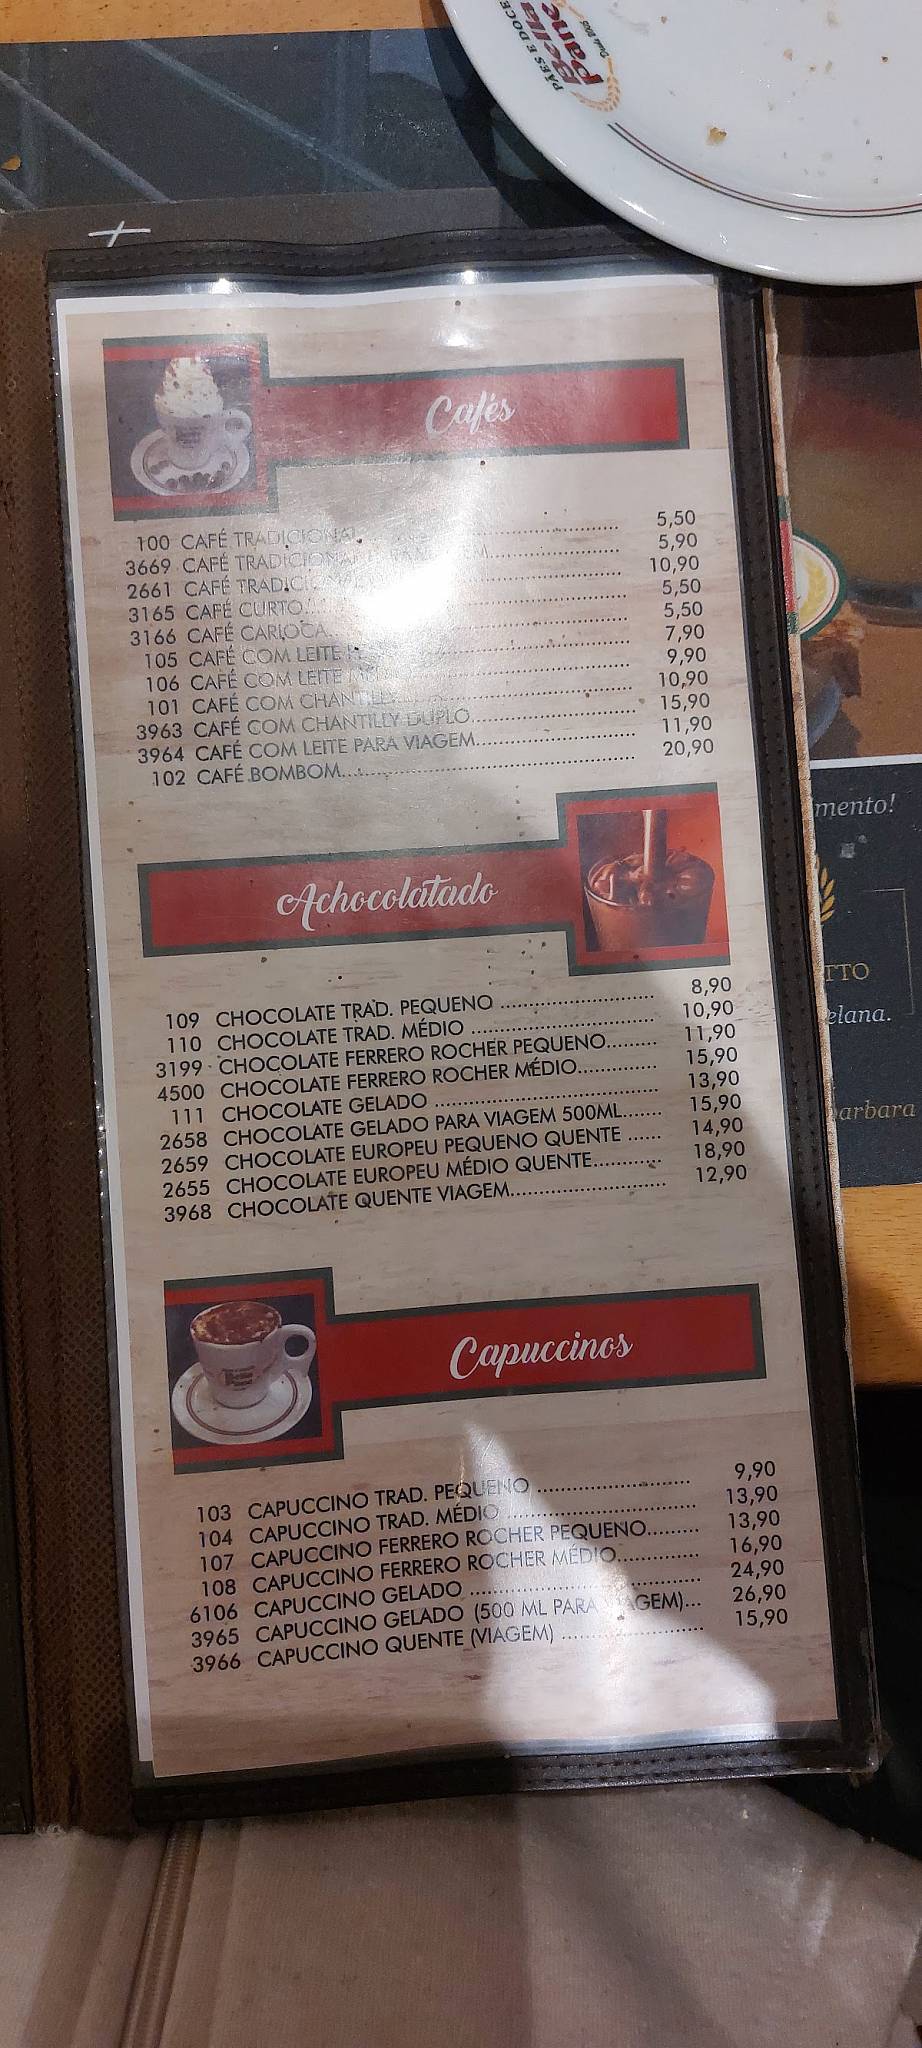 PÃES E DOCES
Bella
Pane
Cafés
100 CAFÉ TRADICIONAL 5,50
3669 CAFÉ TRADICIONAL 5,90
2661 CAFÉ TRADICIONAL 10,90
3165 CAFÉ CURTO 5,50
3166 CAFÉ CARIOCA 5,50
105 CAFÉ COM LEITE 7,90
106 CAFÉ COM LEITE 9,90
101 CAFÉ COM CHANTILLY 10,90
3963 CAFÉ COM CHANTILLY DUPLO 15,90
3964 CAFÉ COM LEITE PARA VIAGEM 11,90
102 CAFÉ BOMBOM 20,90
Achocolatado
109 CHOCOLATE TRAD. PEQUENO 8,90
110 CHOCOLATE TRAD. MÉDIO 10,90
3199 CHOCOLATE FERRERO ROCHER PEQUENO 11,90
4500 CHOCOLATE FERRERO ROCHER MÉDIO 15,90
111 CHOCOLATE GELADO 13,90
2658 CHOCOLATE GELADO PARA VIAGEM 500ML 15,90
2659 CHOCOLATE EUROPEU PEQUENO QUENTE 14,90
2655 CHOCOLATE EUROPEU MÉDIO QUENTE 18,90
3968 CHOCOLATE QUENTE VIAGEM 12,90
Capuccinos
103 CAPUCCINO TRAD. PEQUENO 9,90
104 CAPUCCINO TRAD. MÉDIO 13,90
107 CAPUCCINO FERRERO ROCHER PEQUENO 13,90
108 CAPUCCINO FERRERO ROCHER MÉDIO 16,90
6106 CAPUCCINO GELADO 24,90
3965 CAPUCCINO GELADO (500 ML PARA VIAGEM) 26,90
3966 CAPUCCINO QUENTE (VIAGEM) 15,90
mento!
TTO
elana.
arbara